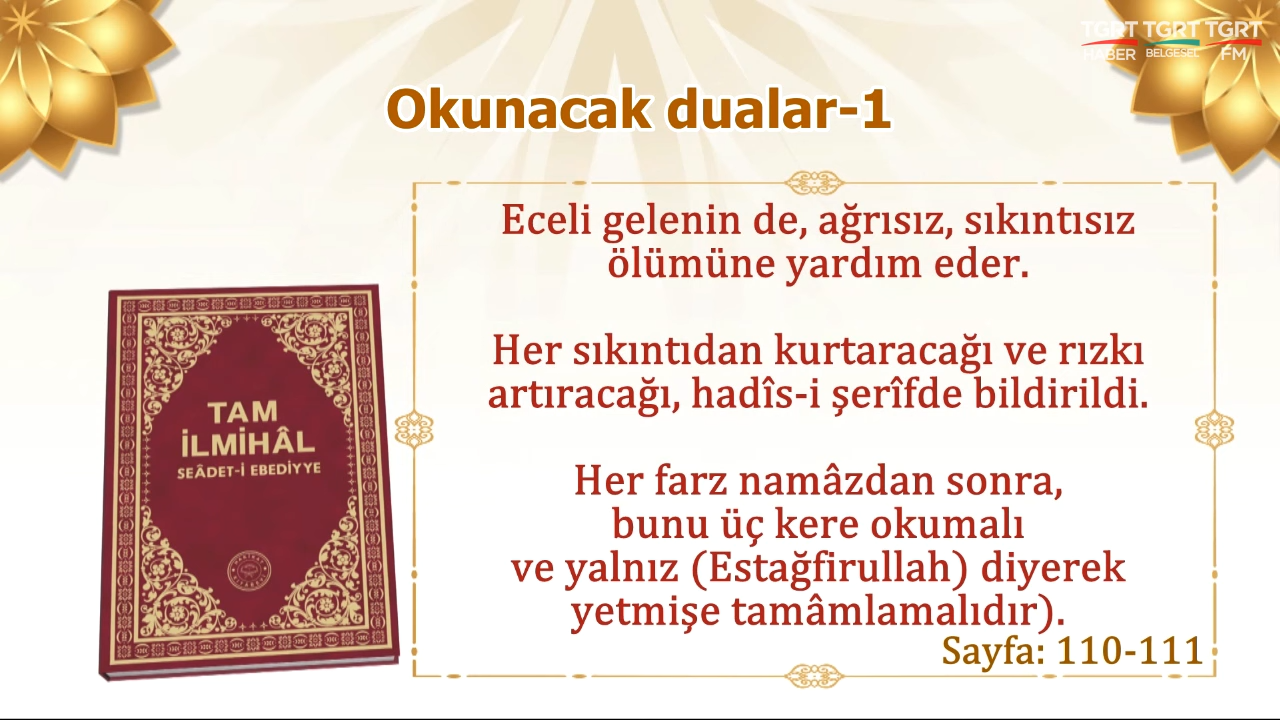 TGRT HABER TGRT BELGESEL TGRT FM
Okunacak dualar-1
Eceli gelenin de, ağrısız, sıkıntısız
ölümüne yardım eder.
Her sıkıntıdan kurtaracağı ve rızkı
artıracağı, hadîs-i şerîfde bildirildi.
Her farz namâzdan sonra,
bunu üç kere okumalı
ve yalnız (Estağfirullah) diyerek
yetmişe tamâmlamalıdır).
Sayfa: 110-111
TAM
İLMİHÂL
SEÂDET-İ EBEDİYYE